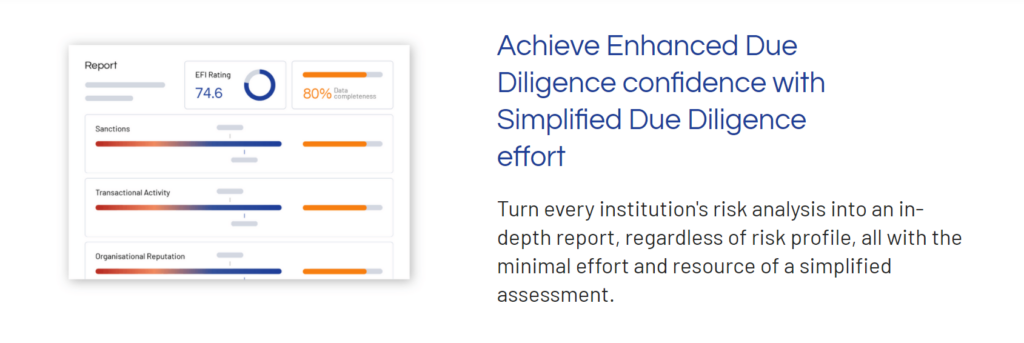 Report
EFI Rating
74.6
80% Data
completeness
Sanctions
Transactional Activity
Organisational Reputation
Achieve Enhanced Due
Diligence confidence with
Simplified Due Diligence
effort
Turn every institution's risk analysis into an in-
depth report, regardless of risk profile, all with the
minimal effort and resource of a simplified
assessment.